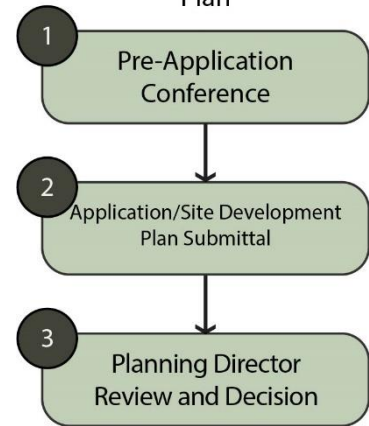 Plan
1
Pre-Application
Conference
2
Application/Site Development
Plan Submittal
3
Planning Director
Review and Decision